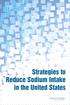 Strategies to
Reduce Sodium Intake
in the United States